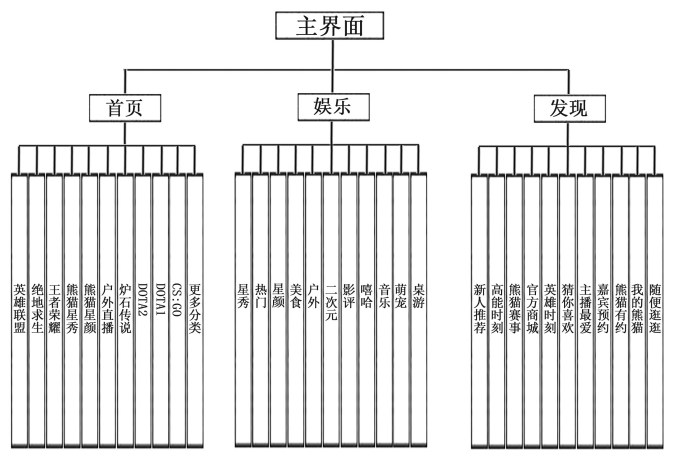 主界面
首页
娱乐
发现
英雄联盟
绝地求生
王者荣耀
熊猫星秀
熊猫星颜
户外直播
炉石传说
DOTA2
DOTA1
CS:GO
更多分类
星秀
热门
星颜
美食
户外
二次元
影评
嘻哈
音乐
萌宠
桌游
新人推荐
高能时刻
熊猫赛事
官方商城
英雄时刻
猜你喜欢
主播最爱
嘉宾预约
熊猫有约
我的熊猫
随便逛逛